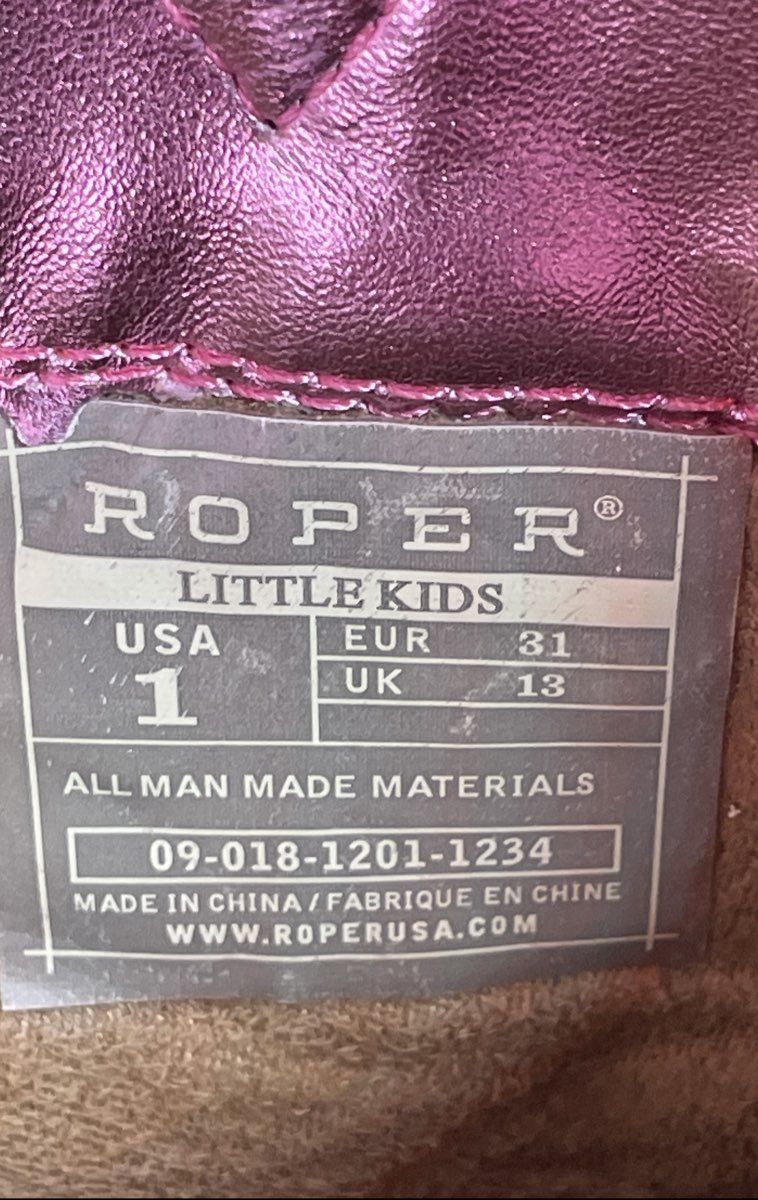 ROPER®
LITTLE KIDS
USA
1
EUR 31
UK 13
ALL MAN MADE MATERIALS
09-018-1201-1234
MADE IN CHINA / FABRIQUE EN CHINE
WWW.ROPERUSA.COM